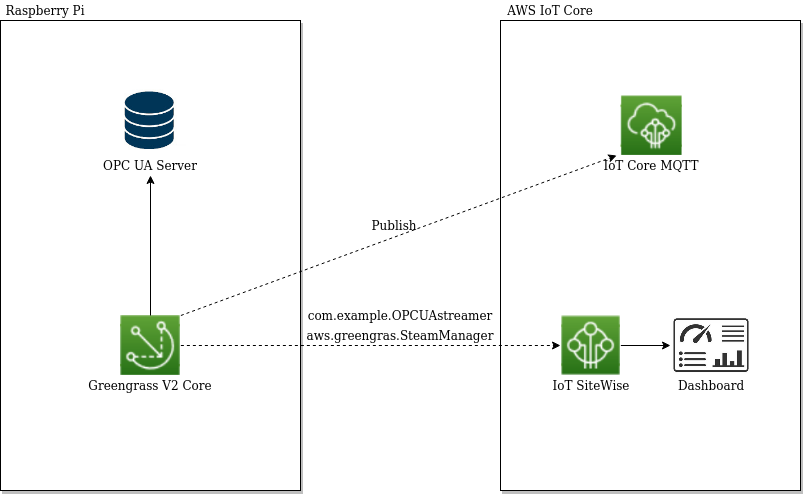 Raspberry Pi
AWS IoT Core
OPC UA Server
IoT Core MQTT
Publish
com.example.OPCUAstreamer
aws.greengras.SteamManager
Greengrass V2 Core
IoT SiteWise
Dashboard